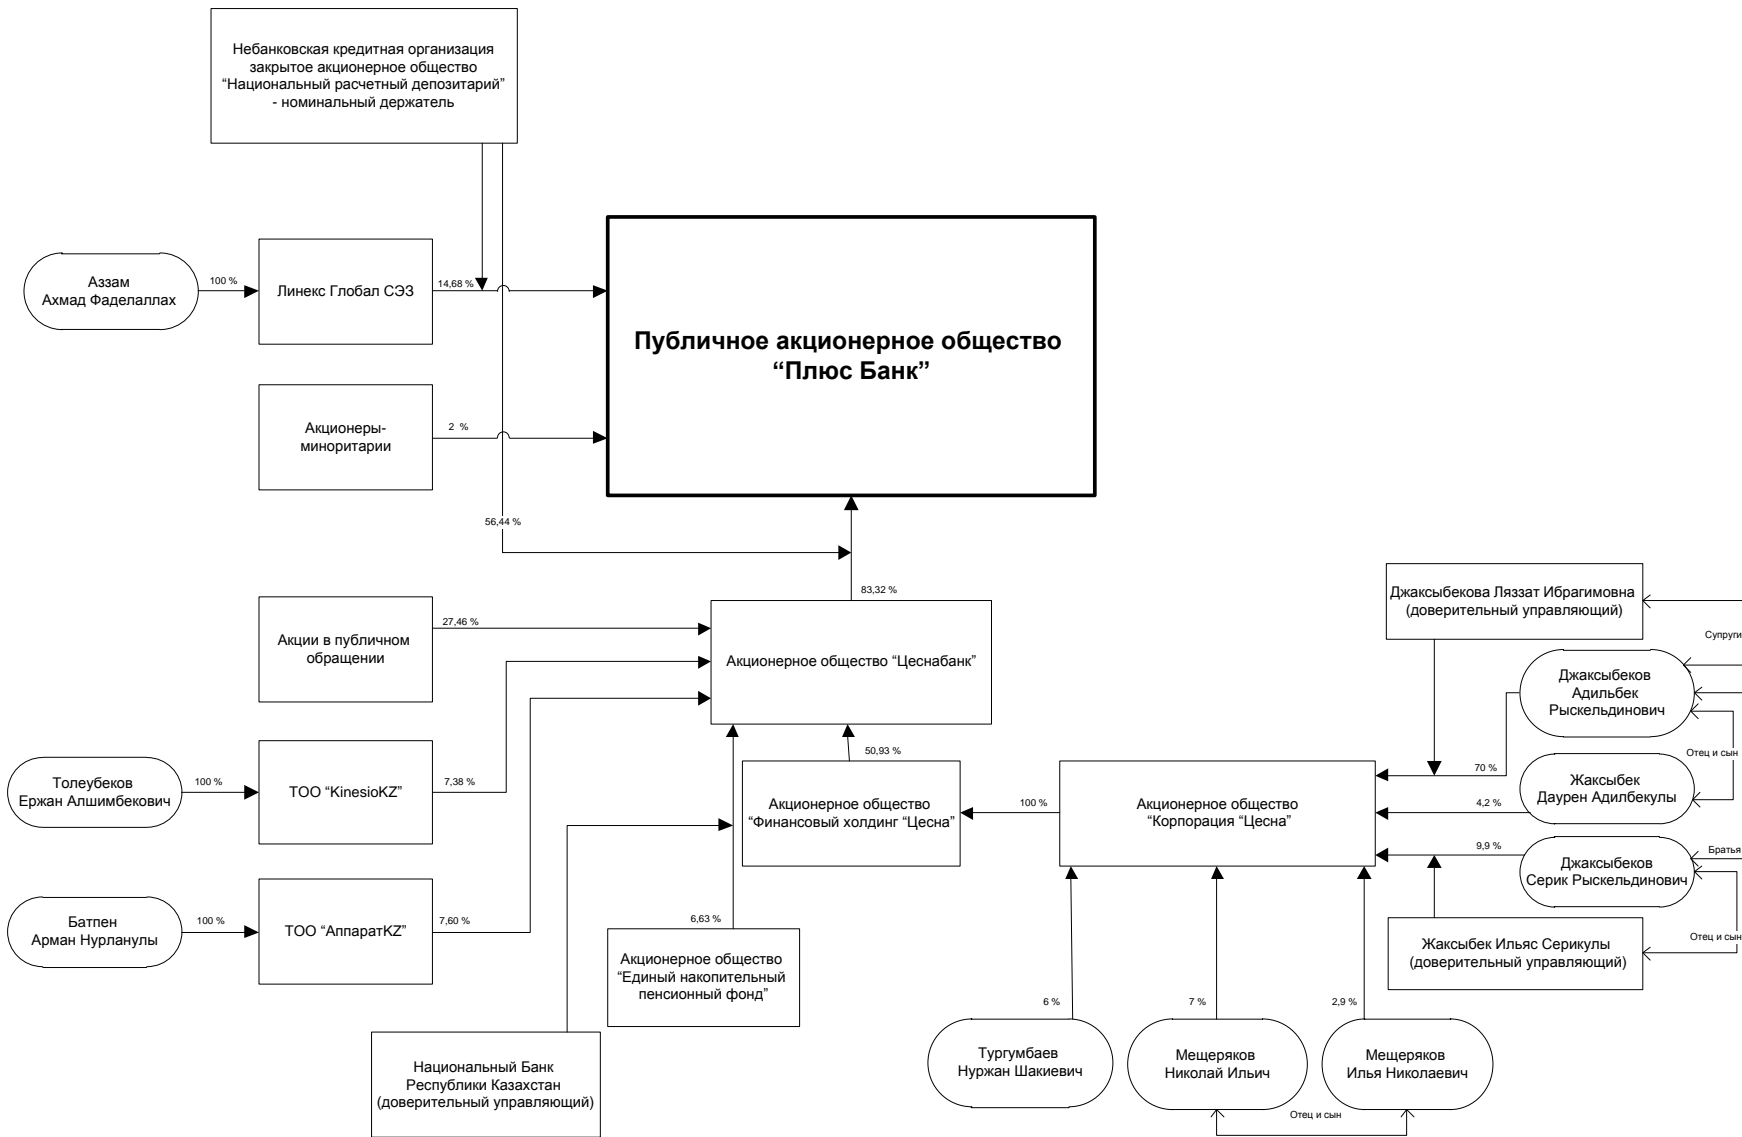 Небанковская кредитная организация
закрытое акционерное общество
“Национальный расчетный депозитарий”
- номинальный держатель
Аззам
Ахмад Фаделаллах
100 %
Линекс Глобал СЭЗ
14,68 %
Публичное акционерное общество
“Плюс Банк”
Акционеры-
миноритарии
2 %
56,44 %
83,32 %
Акции в публичном
обращении
27,46 %
Акционерное общество “Цеснабанк”
Джаксыбекова Ляззат Ибрагимовна
(доверительный управляющий)
Супруги
Джаксыбеков
Адильбек
Рыскельдинович
Отец и сын
70 %
Толеубеков
Ержан Алшимбекович
100 %
ТОО “KinesioKZ”
7,38 %
50,93 %
Акционерное общество
“Финансовый холдинг “Цесна”
100 %
Акционерное общество
“Корпорация “Цесна”
4,2 %
Жаксыбек
Даурен Адилбекулы
9,9 %
Джаксыбеков
Серик Рыскельдинович
Братья
Батпен
Арман Нурланулы
100 %
ТОО “АппаратKZ”
7,60 %
6,63 %
Акционерное общество
“Единый накопительный
пенсионный фонд”
Жаксыбек Ильяс Серикулы
(доверительный управляющий)
Отец и сын
6 %
7 %
2,9 %
Национальный Банк
Республики Казахстан
(доверительный управляющий)
Тургумбаев
Нуржан Шакиевич
Мещеряков
Николай Ильич
Мещеряков
Илья Николаевич
Отец и сын